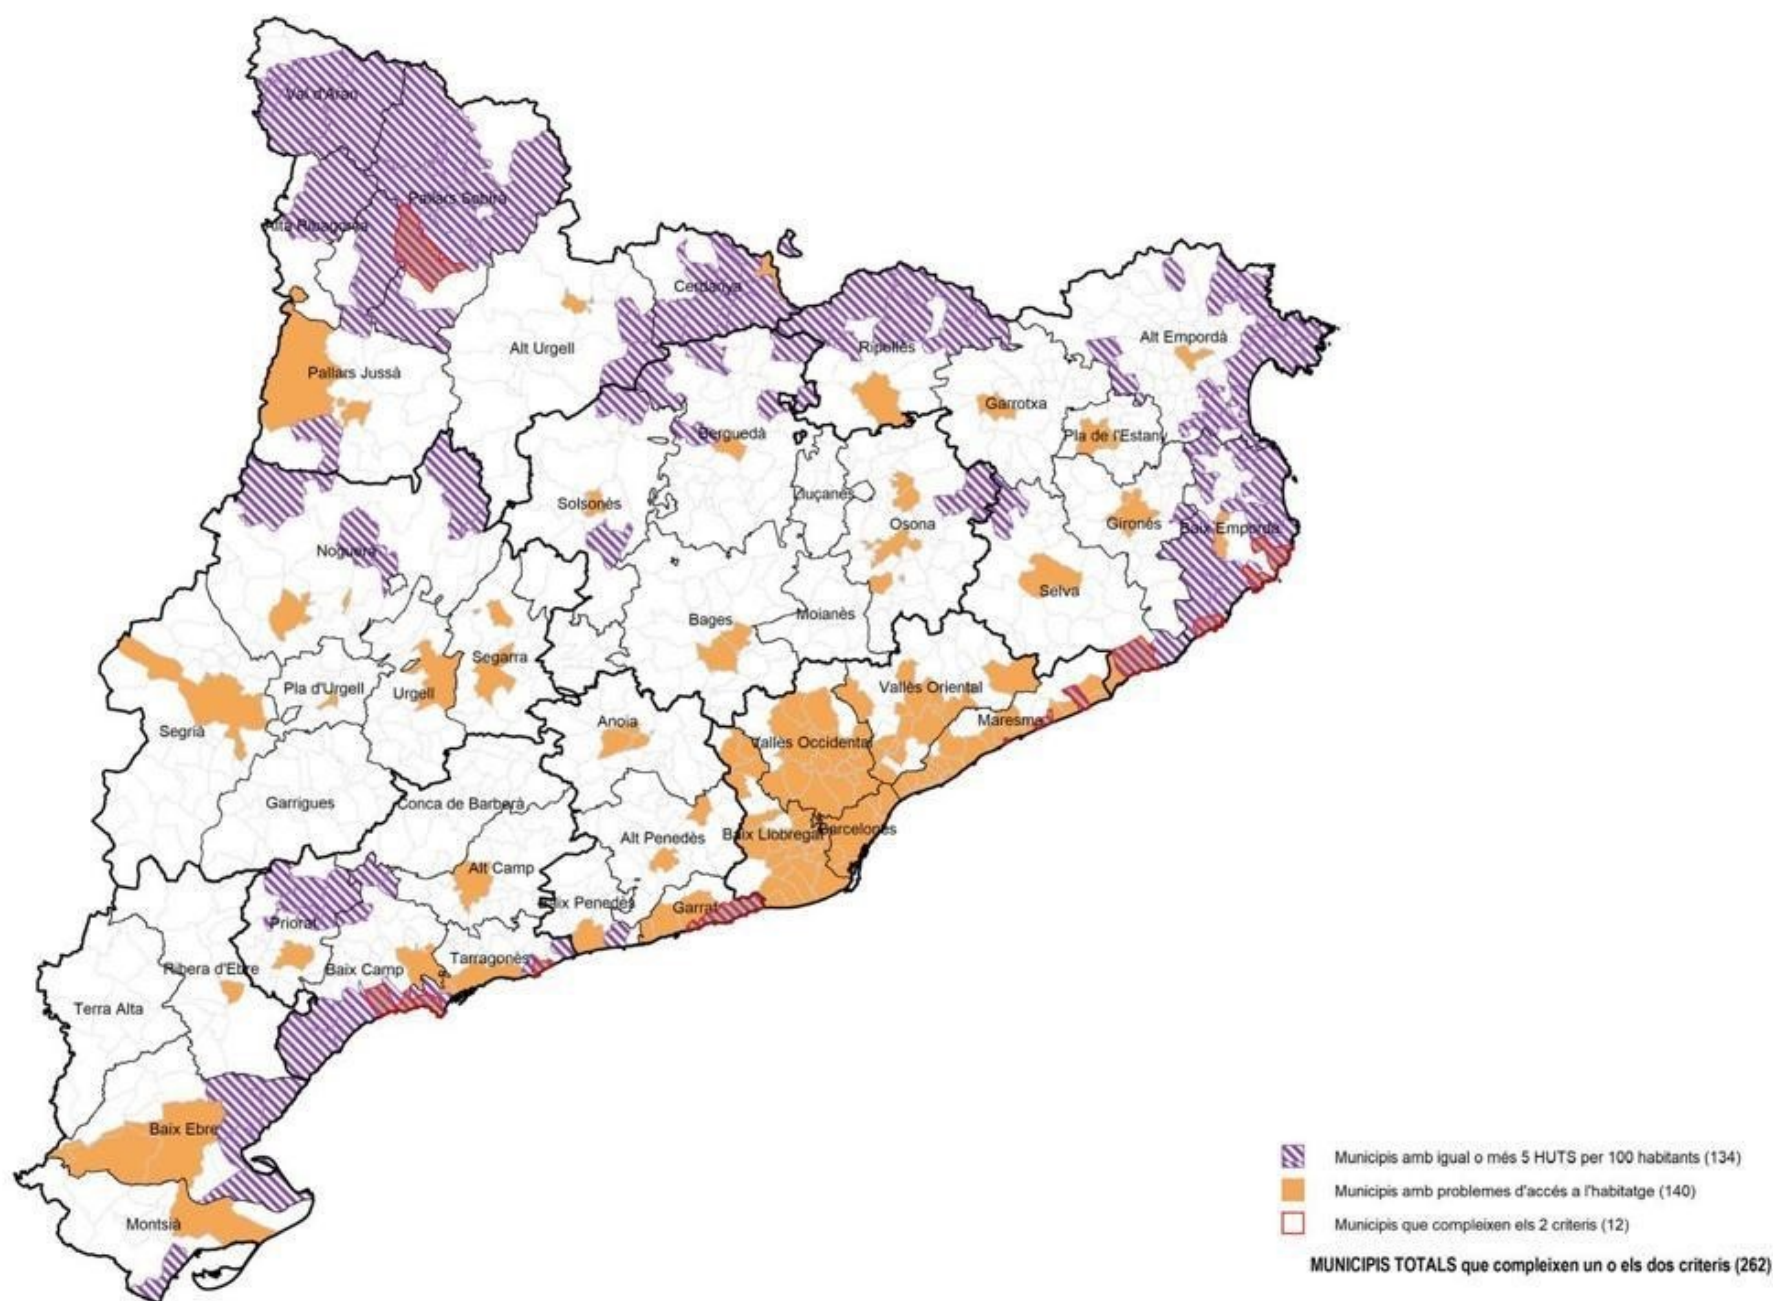 Val d'Aran
Pallars Sobirà
Alta Ribagorça
Cerdanya
Alt Empordà
Alt Urgell
Ripollès
Pallars Jussà
Garrotxa
Pla de l'Estany
Berguedà
Lluçanès
Solsonès
Osona
Gironès
Baix Empordà
Noguera
Selva
Bages
Moianès
Segarra
Pla d'Urgell
Urgell
Vallès Oriental
Anoia
Maresme
Segrià
Vallès Occidental
Garrigues
Conca de Barberà
Alt Penedès
Baix Llobregat
Barcelonès
Alt Camp
Baix Penedès
Garraf
Priorat
Tarragonès
Ribera d'Ebre
Baix Camp
Terra Alta
Baix Ebre
Montsià
Municipis amb igual o més 5 HUTS per 100 habitants (134)
Municipis amb problemes d'accés a l'habitatge (140)
Municipis que compleixen els 2 criteris (12)
MUNICIPIS TOTALS que compleixen un o els dos criteris (262)